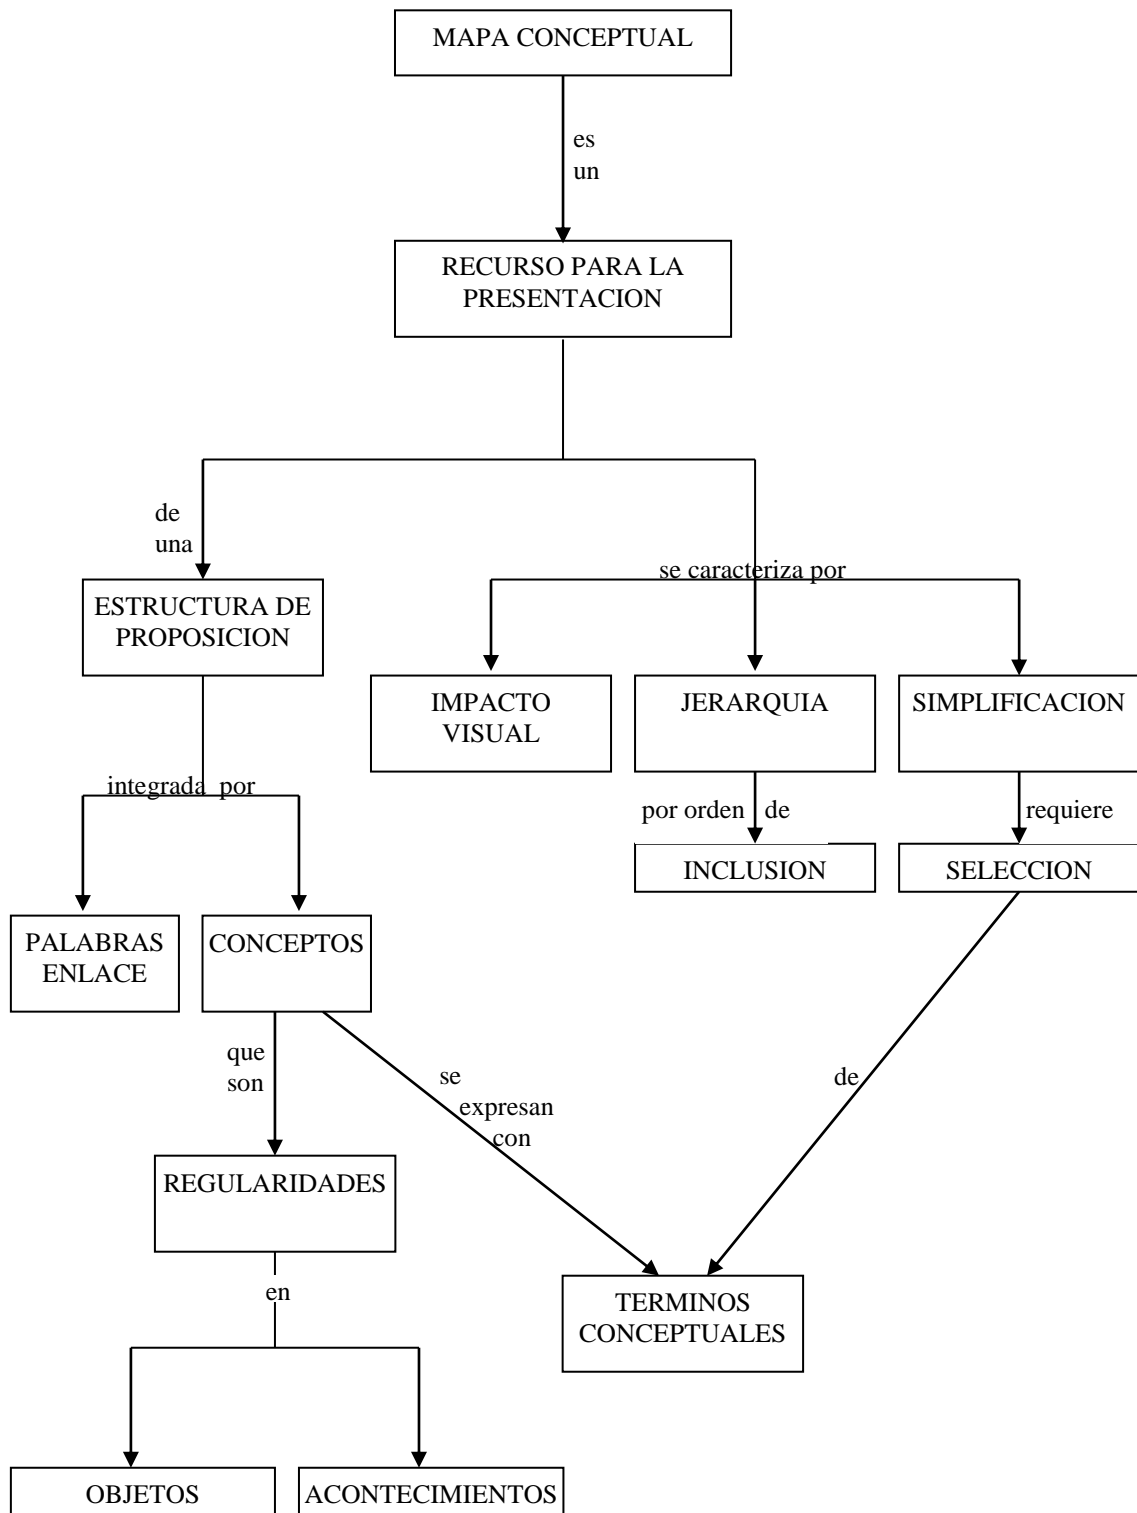 MAPA CONCEPTUAL
es
un
RECURSO PARA LA
PRESENTACION
de
una
se caracteriza por
ESTRUCTURA DE
PROPOSICION
IMPACTO
VISUAL
JERARQUIA
SIMPLIFICACION
integrada por
por orden de
requiere
INCLUSION
SELECCION
PALABRAS
ENLACE
CONCEPTOS
que
son
se
expresan
con
de
REGULARIDADES
en
TERMINOS
CONCEPTUALES
OBJETOS
ACONTECIMIENTOS